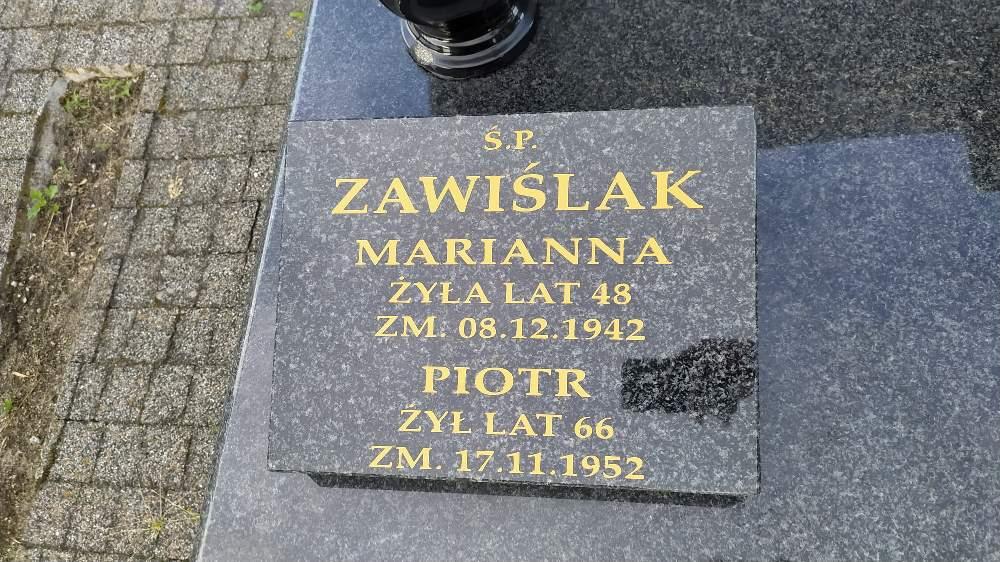 Ś.P.
ZAWIŚLAK
MARIANNA
ŻYŁA LAT 48
ZM. 08.12.1942
PIOTR
ŻYŁ LAT 66
ZM. 17.11.1952